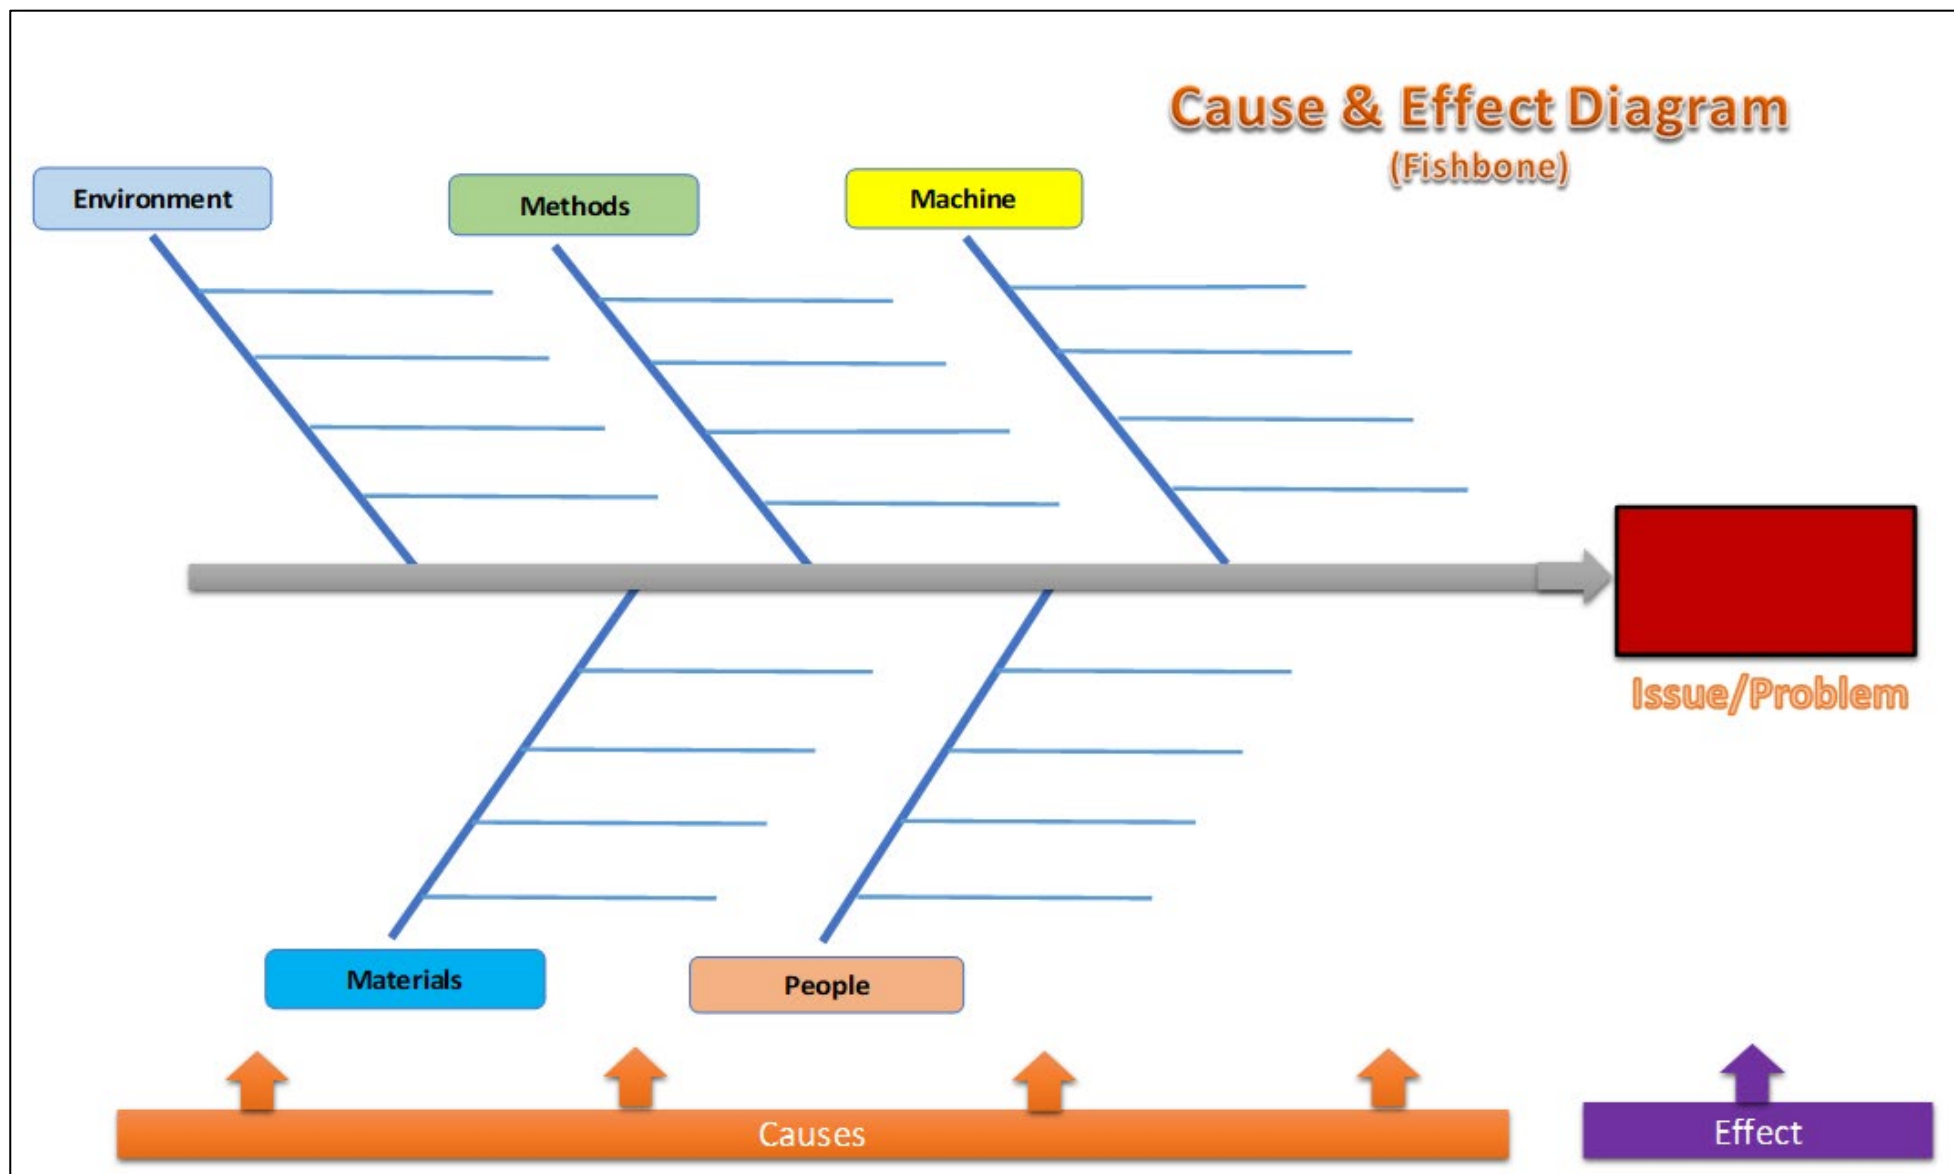 Cause & Effect Diagram
(Fishbone)
Environment
Methods
Machine
Issue/Problem
Materials
People
Causes
Effect